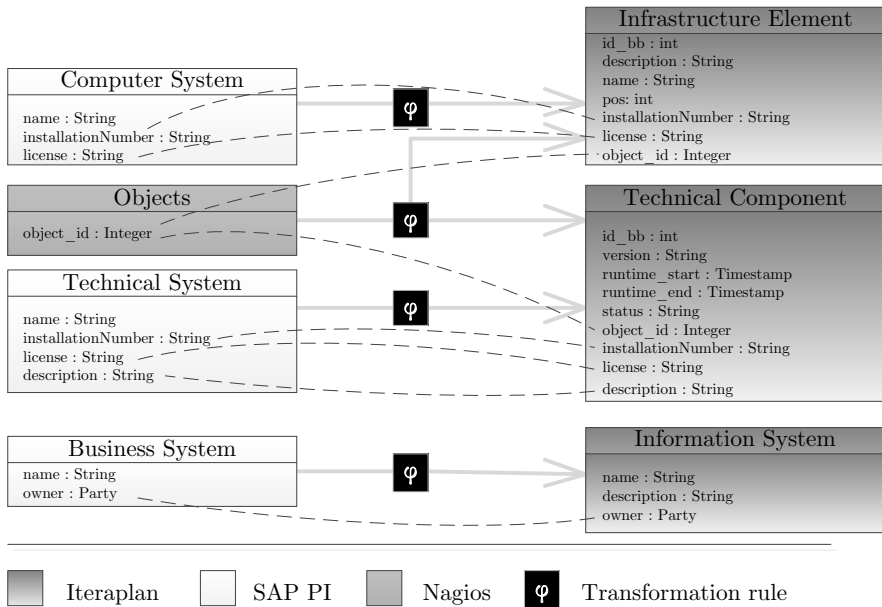 Computer System
name : String
installationNumber : String
license : String
φ
Infrastructure Element
id_bb : int
description : String
name : String
pos: int
installationNumber : String
license : String
object_id : Integer
Objects
object_id : Integer
φ
Technical Component
id_bb : int
version : String
runtime_start : Timestamp
runtime_end : Timestamp
status : String
object_id : Integer
installationNumber : String
license : String
description : String
Technical System
name : String
installationNumber : String
license : String
description : String
φ
Business System
name : String
owner : Party
φ
Information System
name : String
description : String
owner : Party
Iteraplan
SAP PI
Nagios
φ
Transformation rule